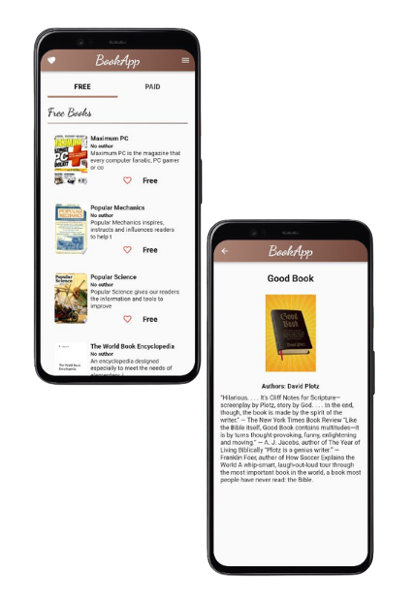 BookApp
FREE PAID
Free Books
Maximum PC
No author
Maximum PC is the magazine that
every computer fanatic, PC gamer
or co
Free
Popular Mechanics
No author
Popular Mechanics inspires,
instructs and influences readers
to help t
Free
Popular Science
No author
Popular Science gives our readers
the information and tools to
improve
Free
The World Book Encyclopedia
No author
An encyclopedia designed
especially to meet the needs of
elementary, j
BookApp
Good Book
Good
Book
Authors: David Plotz
"Hilarious. . . . It's Cliff Notes for Scripture—
screenplay by Plotz, story by God. . . . In the end,
though, the book is made by the spirit of the
writer." — The New York Times Book Review "Like
the Bible itself, Good Book contains multitudes—it
is by turns thought-provoking, funny, enlightening
and moving." — A. J. Jacobs, author of The Year of
Living Biblically "Plotz is a genius writer." —
Franklin Foer, author of How Soccer Explains the
World A whip-smart, laugh-out-loud tour through
the most important book in the world, a book most
people have never read: the Bible.